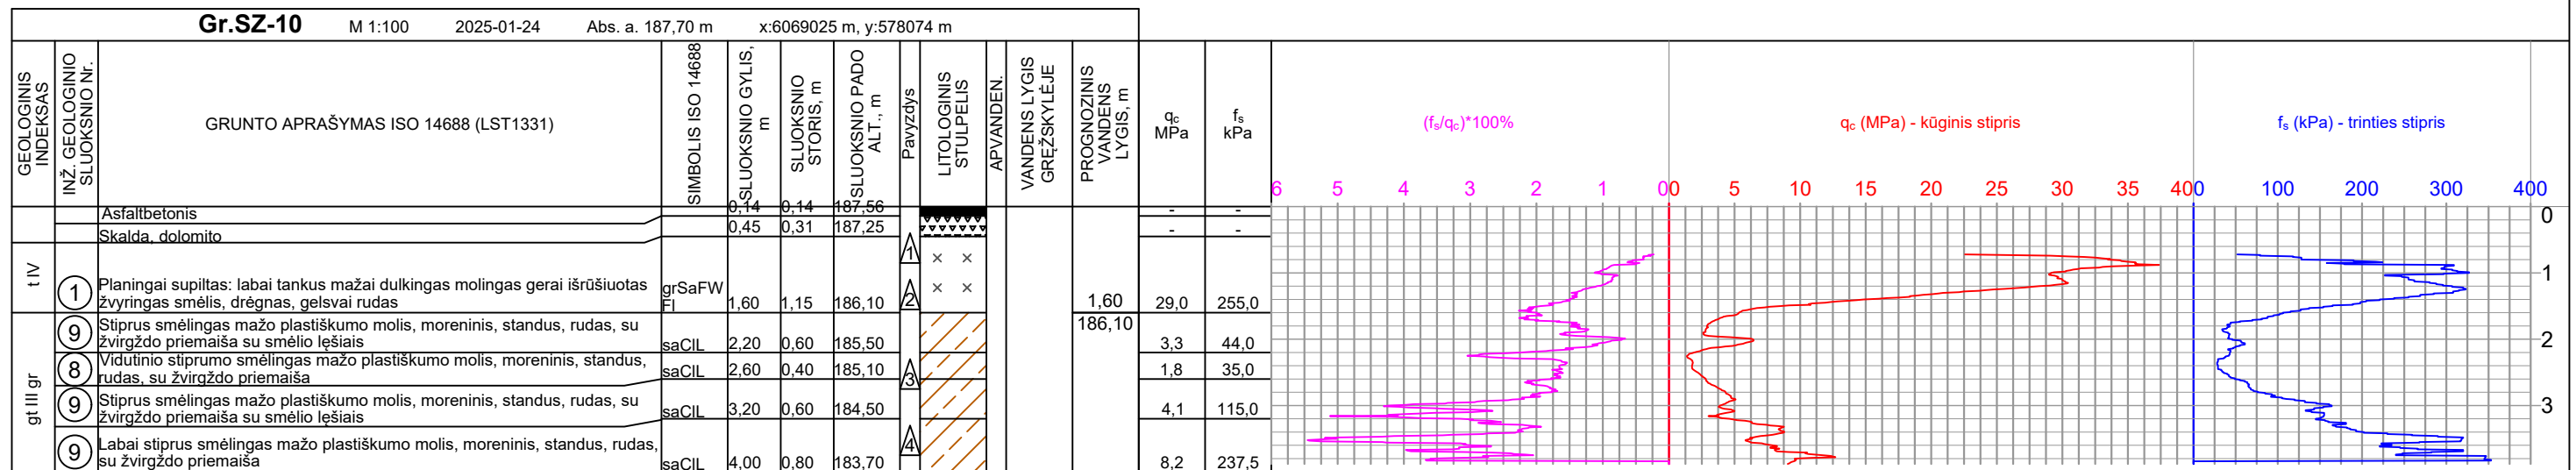 Gr.SZ-10 M 1:100 2025-01-24 Abs. a. 187,70 m x:6069025 m, y:578074 m
GEOLOGINIS
INDEKSAS
INŽ. GEOLOGINIO
SLUOKSNIO Nr.
GRUNTO APRAŠYMAS ISO 14688 (LST1331)
SIMBOLIS ISO 14688
SLUOKSNIO GYLIS,
m
SLUOKSNIO
STORIS, m
SLUOKSNIO PADO
ALT., m
Pavyzdys
LITOLOGINIS
STULPELIS
APVANDEN.
VANDENS LYGIS
GRĘŽSKYLĖJE
PROGNOZINIS
VANDENS
LYGIS, m
qc
MPa
fs
kPa
(fs/qc)*100%
qc (MPa) - kūginis stipris
fs (kPa) - trinties stipris
6 5 4 3 2 1 0
0 5 10 15 20 25 30 35 40
0 100 200 300 400
Asfaltbetonis 0,14 0,14 187,56 - -
0
Skalda, dolomito 0,45 0,31 187,25 - -
t IV
1
1
Planingai supiltas: labai tankus mažai dulkingas molingas gerai išrūšiuotas
žvyringas smėlis, drėgnas, gelsvai rudas
grSaFW
FI 1,60 1,15 186,10 2 1,60 29,0 255,0
1
186,10
gt III gr
9 Stiprus smėlingas mažo plastiškumo molis, moreninis, standus, rudas, su
žvirgždo priemaiša su smėlio lęšiais saClL 2,20 0,60 185,50 3,3 44,0
2
8 Vidutinio stiprumo smėlingas mažo plastiškumo molis, moreninis, standus,
rudas, su žvirgždo priemaiša saClL 2,60 0,40 185,10 3 1,8 35,0
9 Stiprus smėlingas mažo plastiškumo molis, moreninis, standus, rudas, su
žvirgždo priemaiša su smėlio lęšiais saClL 3,20 0,60 184,50 4,1 115,0
3
9 Labai stiprus smėlingas mažo plastiškumo molis, moreninis, standus, rudas,
su žvirgždo priemaiša saClL 4,00 0,80 183,70 4 8,2 237,5